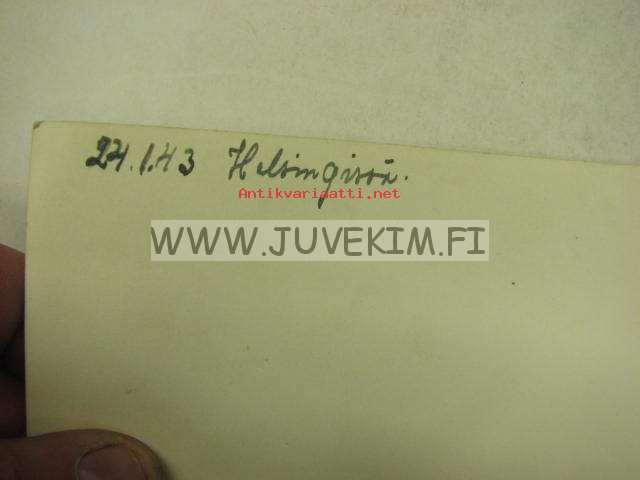 24.1.43 Helsingissä.
Antikvariaatti.net
WWW.JUVEKIM.FI